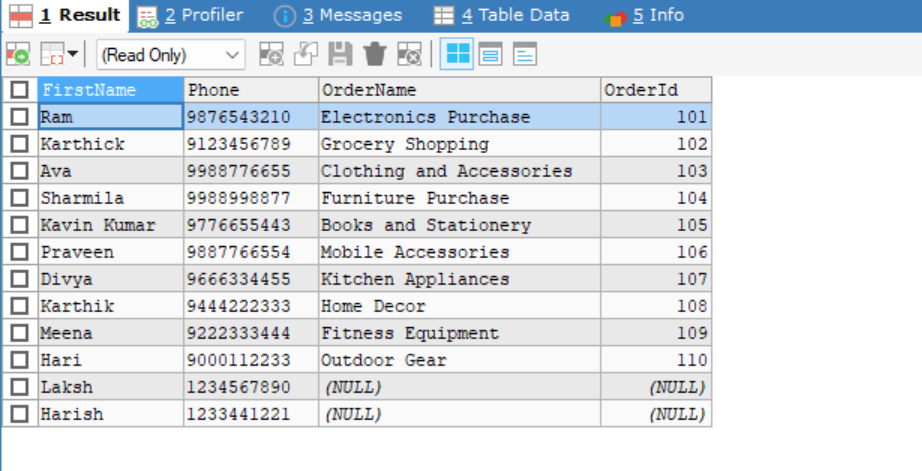 1 Result 2 Profiler 3 Messages 4 Table Data 5 Info
(Read Only)
FirstName Phone OrderName OrderId
Ram 9876543210 Electronics Purchase 101
Karthick 9123456789 Grocery Shopping 102
Ava 9988776655 Clothing and Accessories 103
Sharmila 9988998877 Furniture Purchase 104
Kavin Kumar 9776655443 Books and Stationery 105
Praveen 9887766554 Mobile Accessories 106
Divya 9666334455 Kitchen Appliances 107
Karthik 9444222333 Home Decor 108
Meena 9222333444 Fitness Equipment 109
Hari 9000112233 Outdoor Gear 110
Laksh 1234567890 (NULL) (NULL)
Harish 1233441221 (NULL) (NULL)